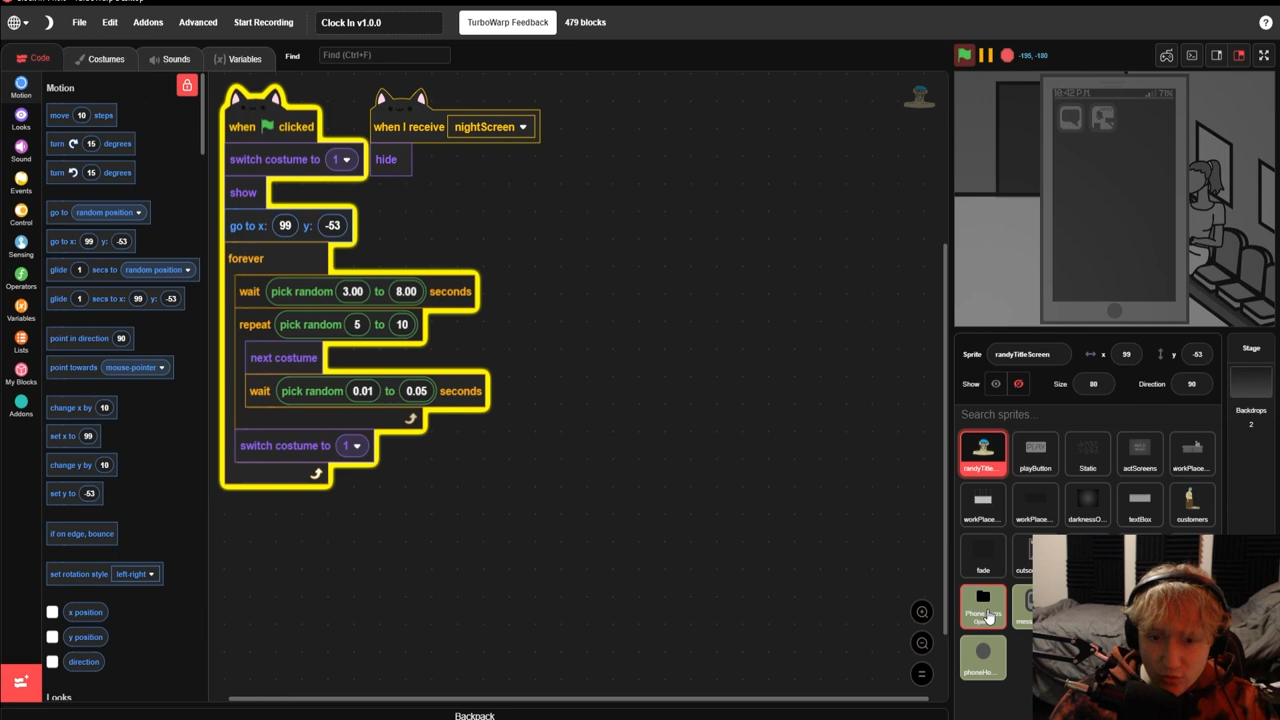 File Edit Addons Advanced Start Recording Clock In v1.0.0 TurboWarp Feedback 479 blocks ?
Code Costumes Sounds Variables Find Find (Ctrl+F) -195, -180
Motion
Looks
Sound
Events
Control
Sensing
Operators
Variables
Lists
My Blocks
Addons
Motion
move 10 steps
turn 15 degrees
turn 15 degrees
go to random position
go to x: 99 y: -53
glide 1 secs to random position
glide 1 secs to x: 99 y: -53
point in direction 90
point towards mouse-pointer
change x by 10
set x to 99
change y by 10
set y to -53
if on edge, bounce
set rotation style left-right
x position
y position
direction
Looks
when clicked
switch costume to 1
show
go to x: 99 y: -53
forever
wait pick random 3.00 to 8.00 seconds
repeat pick random 5 to 10
next costume
wait pick random 0.01 to 0.05 seconds
switch costume to 1
when I receive nightScreen
hide
10:42 P.M. 71%
Sprite randyTitleScreen x 99 y -53
Show Size 80 Direction 90
Search sprites...
randyTitle... playButton Static actScreens workPlace...
workPlace... workPlace... darknessO... textBox customers
fade
phoneHo...
Stage
Backdrops
2
Backpack